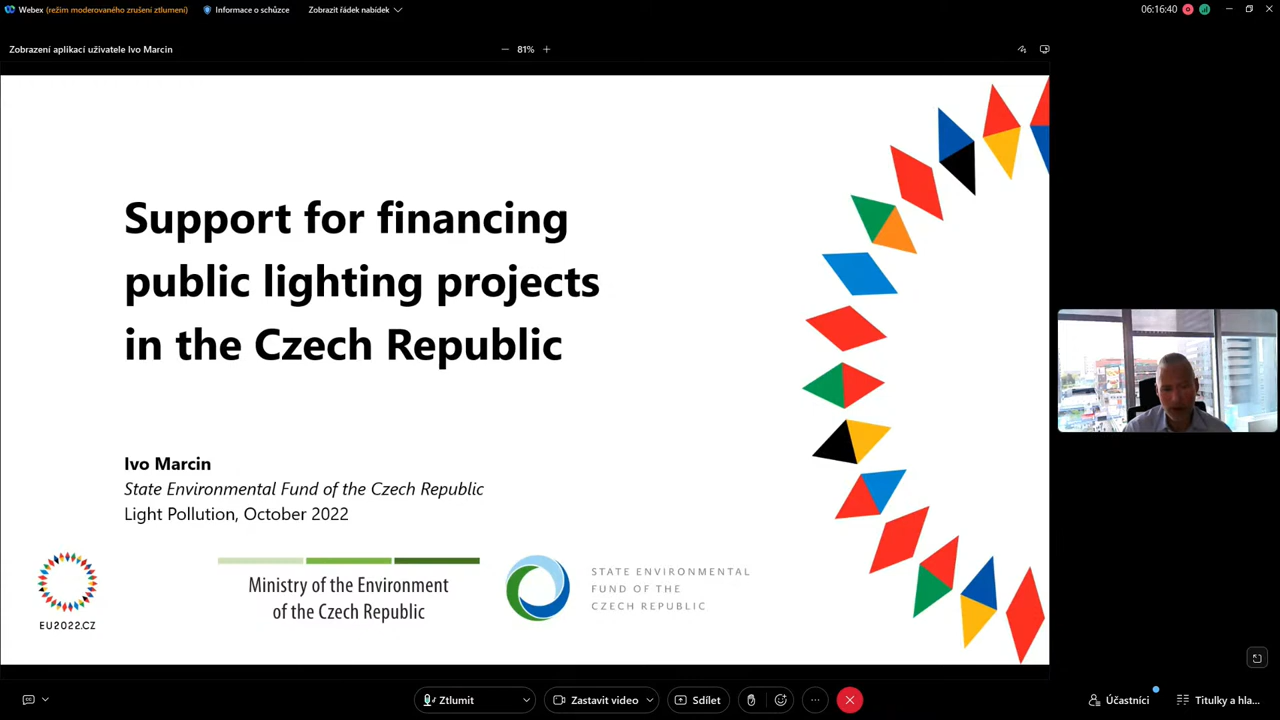 Webex (režim moderovaného zrušení ztlumení)
Informace o schůzce
Zobrazit řádek nabídek
06:16:40
Zobrazení aplikací uživatele Ivo Marcin
81%
Support for financing
public lighting projects
in the Czech Republic
Ivo Marcin
State Environmental Fund of the Czech Republic
Light Pollution, October 2022
EU2022.CZ
Ministry of the Environment
of the Czech Republic
STATE ENVIRONMENTAL
FUND OF THE
CZECH REPUBLIC
Ztlumit
Zastavit video
Sdílet
Účastníci
Titulky a hla...